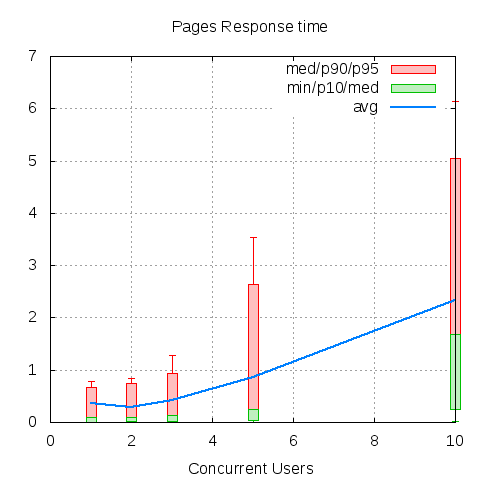 Pages Response time
med/p90/p95
min/p10/med
avg
7
6
5
4
3
2
1
0
0 2 4 6 8 10
Concurrent Users